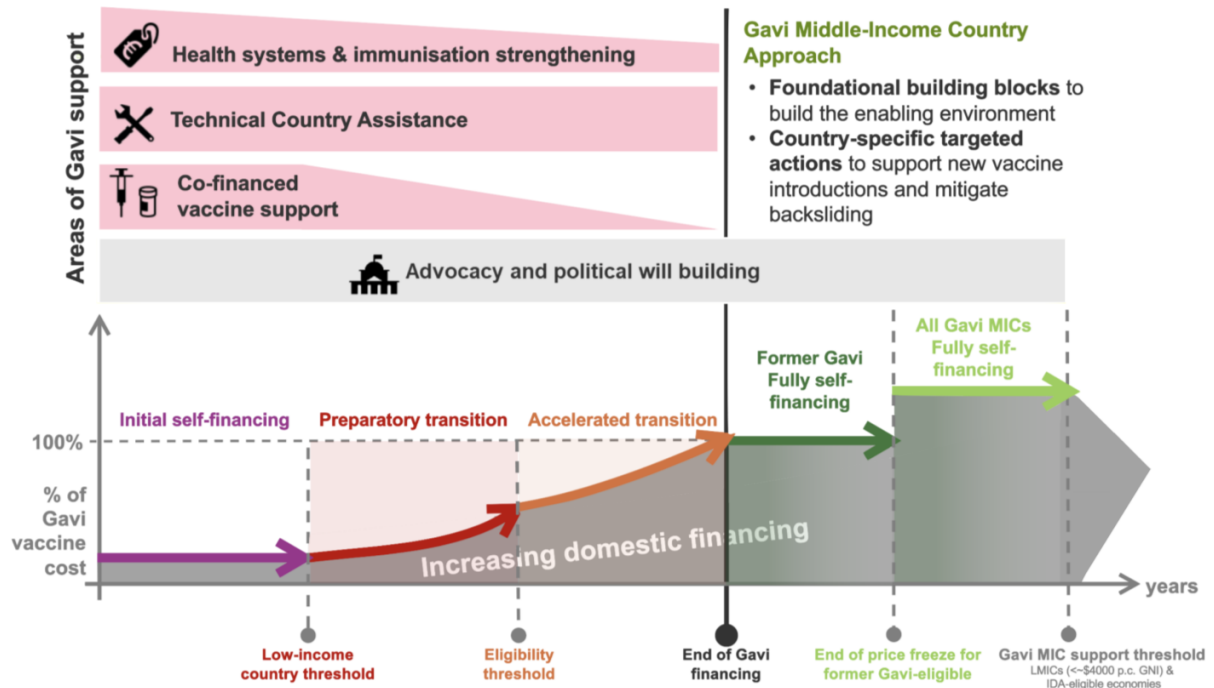 Areas of Gavi support
Health systems & immunisation strengthening
Technical Country Assistance
Co-financed
vaccine support
Advocacy and political will building
Gavi Middle-Income Country
Approach
• Foundational building blocks to
build the enabling environment
• Country-specific targeted
actions to support new vaccine
introductions and mitigate
backsliding
Initial self-financing
Preparatory transition
Accelerated transition
Former Gavi
Fully self-
financing
All Gavi MICs
Fully self-
financing
100%
% of
Gavi
vaccine
cost
Increasing domestic financing
years
Low-income
country threshold
Eligibility
threshold
End of Gavi
financing
End of price freeze for
former Gavi-eligible
Gavi MIC support threshold
LMICs (<~$4000 p.c. GNI) &
IDA-eligible economies